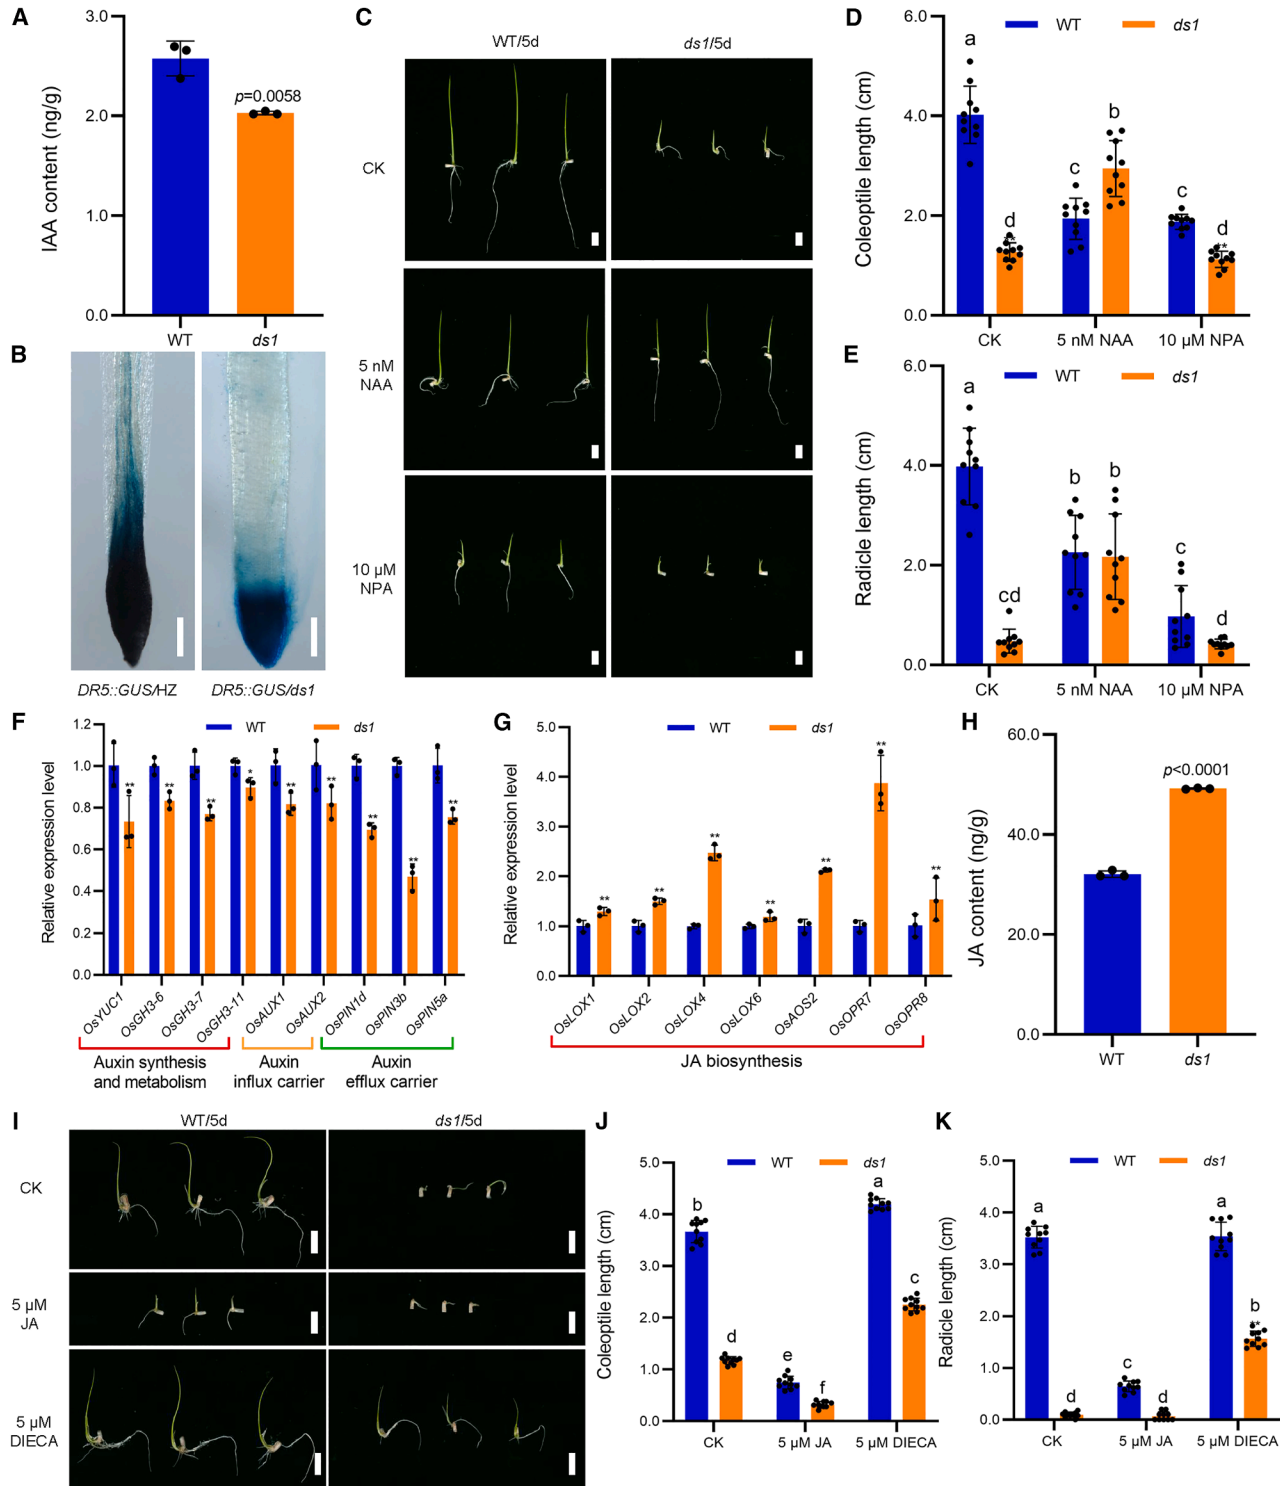 A
3.0
2.0
1.0
0.0
IAA content (ng/g)
p=0.0058
WT
ds1
B
DR5::GUS/HZ
DR5::GUS/ds1
C
WT/5d
ds1/5d
CK
5 nM
NAA
10 µM
NPA
D
WT
ds1
6.0
4.0
2.0
0.0
Coleoptile length (cm)
a
d
c
b
c
d
**
**
CK
5 nM NAA
10 µM NPA
E
WT
ds1
6.0
4.0
2.0
0.0
Radicle length (cm)
a
cd
b
b
c
d
CK
5 nM NAA
10 µM NPA
F
WT
ds1
1.2
1.0
0.8
0.6
0.4
0.2
0.0
Relative expression level
**
**
**
*
**
**
**
**
**
OsYUC1
OsGH3-6
OsGH3-7
OsGH3-11
OsAUX1
OsAUX2
OsPIN1d
OsPIN3b
OsPIN5a
Auxin synthesis
and metabolism
Auxin
influx carrier
Auxin
efflux carrier
G
WT
ds1
5.0
4.0
3.0
2.0
1.0
0.0
Relative expression level
**
**
**
**
**
**
**
OsLOX1
OsLOX2
OsLOX4
OsLOX6
OsAOS2
OsOPR7
OsOPR8
JA biosynthesis
H
60.0
40.0
20.0
0.0
JA content (ng/g)
p<0.0001
WT
ds1
I
WT/5d
ds1/5d
CK
5 µM
JA
5 µM
DIECA
J
WT
ds1
5.0
4.0
3.0
2.0
1.0
0.0
Coleoptile length (cm)
b
d
e
f
a
c
CK
5 µM JA
5 µM DIECA
K
WT
ds1
5.0
4.0
3.0
2.0
1.0
0.0
Radicle length (cm)
a
d
c
d
a
b
**
CK
5 µM JA
5 µM DIECA